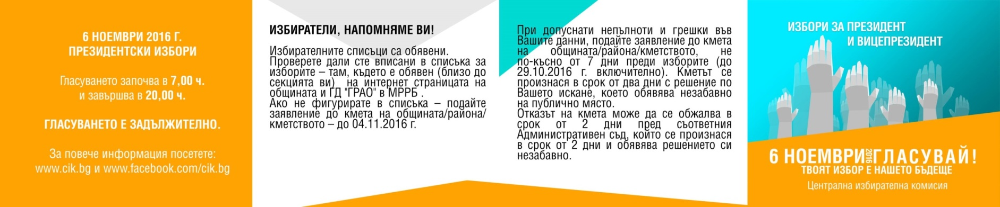 6 НОЕМВРИ 2016 Г.
ПРЕЗИДЕНТСКИ ИЗБОРИ
Гласуването започва в 7,00 ч.
и завършва в 20,00 ч.
ГЛАСУВАНЕТО Е ЗАДЪЛЖИТЕЛНО.
За повече информация посетете:
www.cik.bg и www.facebook.com/cik.bg
ИЗБИРАТЕЛИ, НАПОМНЯМЕ ВИ!
Избирателните списъци са обявени.
Проверете дали сте вписани в списъка за
изборите – там, където е обявен (близо до
секцията ви) на интернет страницата на
общината и ГД "ГРАО" в МРРБ .
Ако не фигурирате в списъка – подайте
заявление до кмета на общината/района/
кметството – до 04.11.2016 г.
При допуснати непълноти и грешки във
Вашите данни, подайте заявление до кмета
на общината/района/кметството, не
по-късно от 7 дни преди изборите (до
29.10.2016 г. включително). Кметът се
произнася в срок от два дни с решение по
Вашето искане, което обявява незабавно
на публично място.
Отказът на кмета може да се обжалва в
срок от 2 дни пред съответния
Административен съд, който се произнася
в срок от 2 дни и обявява решението си
незабавно.
ИЗБОРИ ЗА ПРЕЗИДЕНТ
И ВИЦЕПРЕЗИДЕНТ
6 НОЕМВРИ 2016 ГЛАСУВАЙ!
ТВОЯТ ИЗБОР Е НАШЕТО БЪДЕЩЕ
Централна избирателна комисия